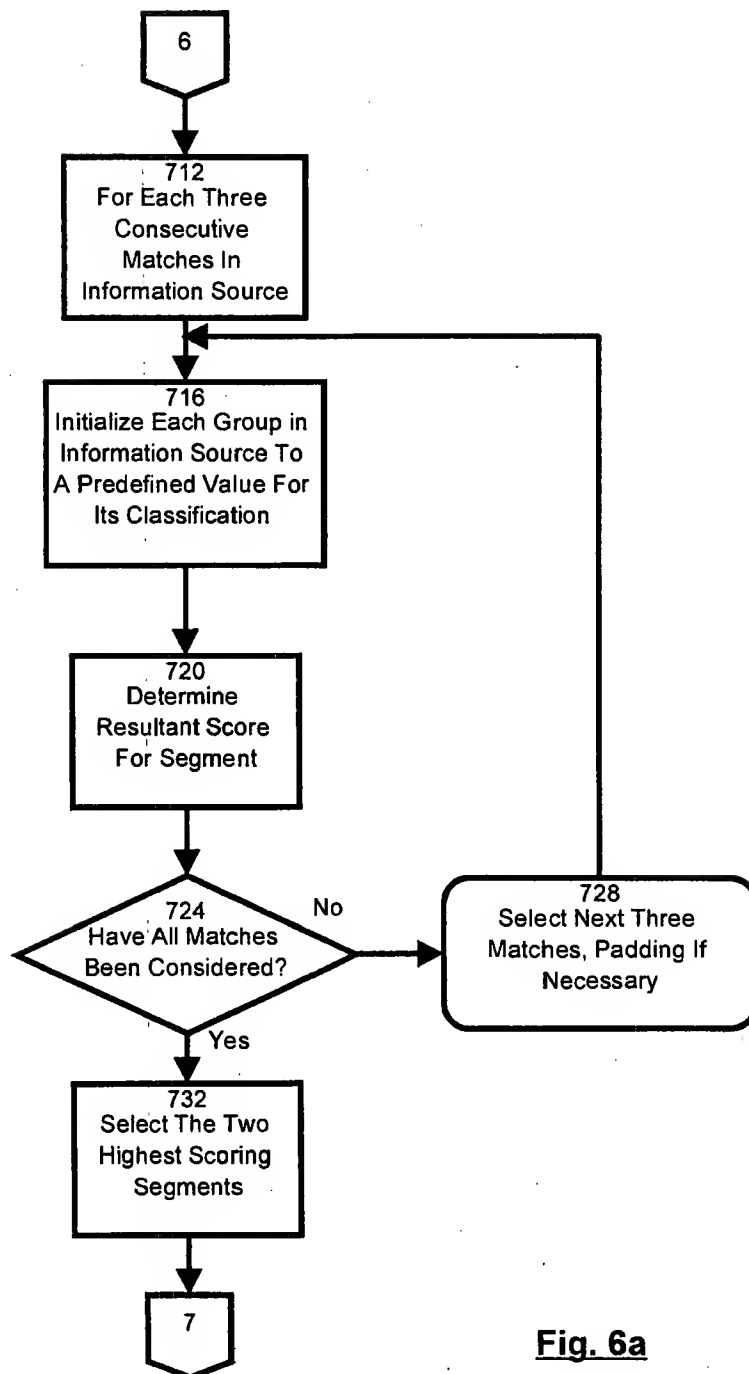 6
712
For Each Three
Consecutive
Matches In
Information Source
716
Initialize Each Group in
Information Source To
A Predefined Value For
Its Classification
720
Determine
Resultant Score
For Segment
724
Have All Matches
Been Considered?
No
728
Select Next Three
Matches, Padding If
Necessary
Yes
732
Select The Two
Highest Scoring
Segments
7
Fig. 6a